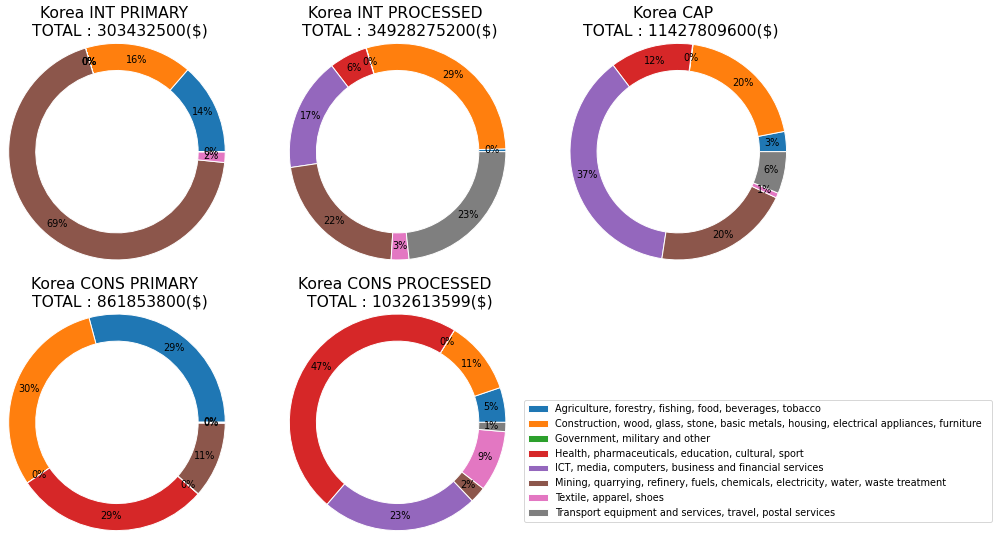 Korea INT PRIMARY
TOTAL : 303432500($)
14%
16%
0%
0%
69%
2%
0%
Korea INT PROCESSED
TOTAL : 34928275200($)
0%
29%
0%
6%
17%
22%
3%
23%
Korea CAP
TOTAL : 11427809600($)
3%
20%
0%
12%
37%
20%
1%
6%
Korea CONS PRIMARY
TOTAL : 861853800($)
29%
30%
0%
29%
0%
11%
0%
0%
Korea CONS PROCESSED
TOTAL : 1032613599($)
5%
11%
0%
47%
23%
2%
9%
1%
Agriculture, forestry, fishing, food, beverages, tobacco
Construction, wood, glass, stone, basic metals, housing, electrical appliances, furniture
Government, military and other
Health, pharmaceuticals, education, cultural, sport
ICT, media, computers, business and financial services
Mining, quarrying, refinery, fuels, chemicals, electricity, water, waste treatment
Textile, apparel, shoes
Transport equipment and services, travel, postal services